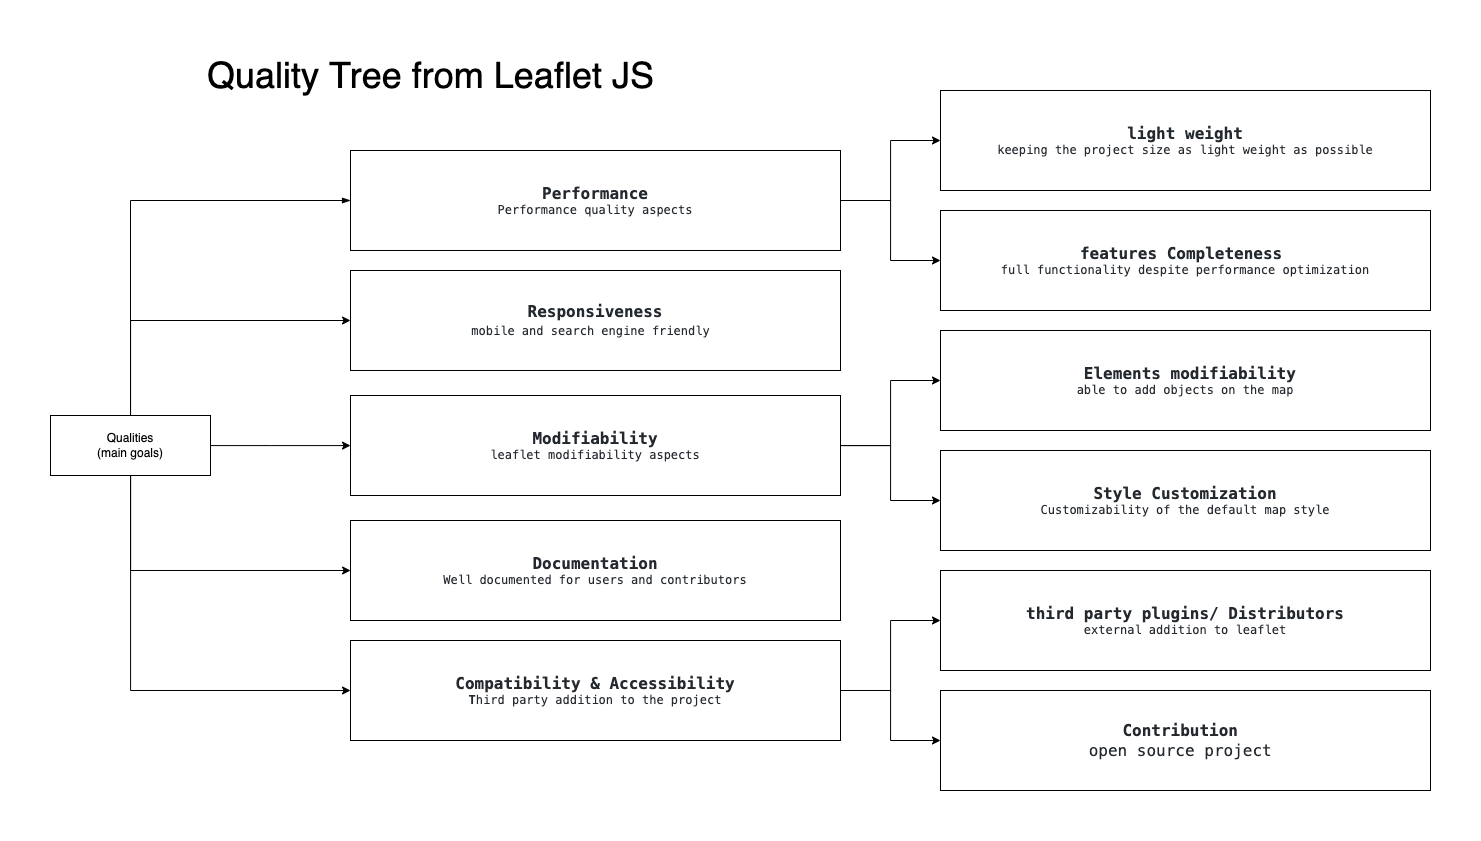 Quality Tree from Leaflet JS
Qualities
(main goals)
Performance
Performance quality aspects
Responsiveness
mobile and search engine friendly
Modifiability
leaflet modifiability aspects
Documentation
Well documented for users and contributors
Compatibility & Accessibility
Third party addition to the project
light weight
keeping the project size as light weight as possible
features Completeness
full functionality despite performance optimization
Elements modifiability
able to add objects on the map
Style Customization
Customizability of the default map style
third party plugins/ Distributors
external addition to leaflet
Contribution
open source project